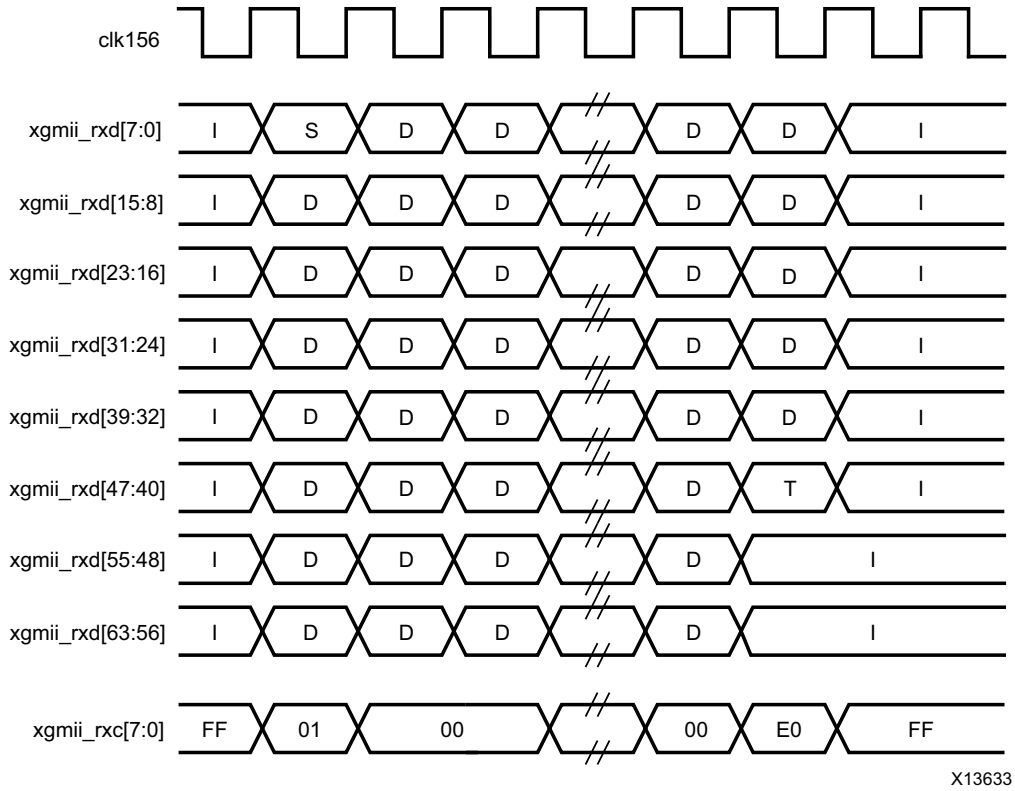 clk156
xgmii_rxd[7:0] I S D D D D I
xgmii_rxd[15:8] I D D D D D I
xgmii_rxd[23:16] I D D D D D I
xgmii_rxd[31:24] I D D D D D I
xgmii_rxd[39:32] I D D D D D I
xgmii_rxd[47:40] I D D D D T I
xgmii_rxd[55:48] I D D D D I
xgmii_rxd[63:56] I D D D D I
xgmii_rxc[7:0] FF 01 00 00 E0 FF
X13633